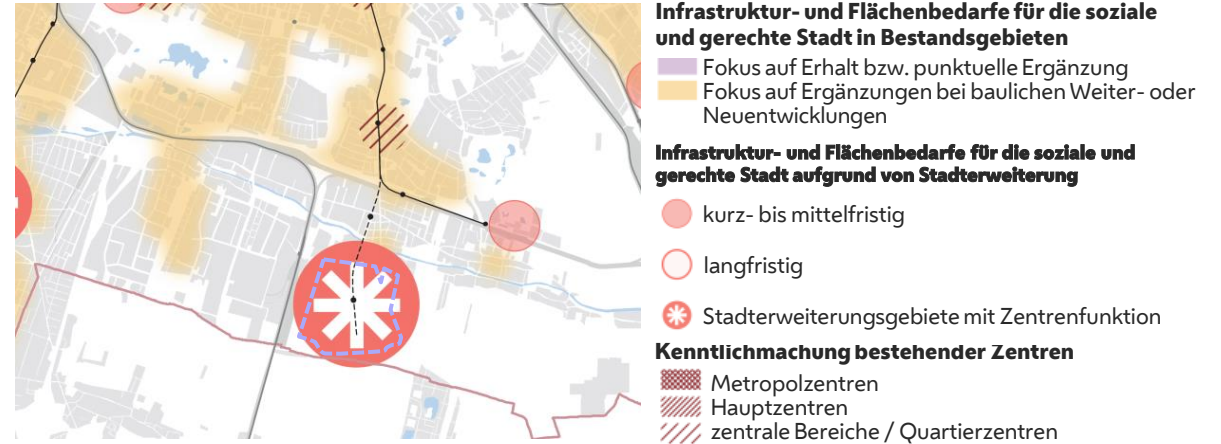 Infrastruktur- und Flächenbedarfe für die soziale
und gerechte Stadt in Bestandsgebieten
Fokus auf Erhalt bzw. punktuelle Ergänzung
Fokus auf Ergänzungen bei baulichen Weiter- oder
Neuentwicklungen
Infrastruktur- und Flächenbedarfe für die soziale und
gerechte Stadt aufgrund von Stadterweiterung
kurz- bis mittelfristig
langfristig
Stadterweiterungsgebiete mit Zentrenfunktion
Kenntlichmachung bestehender Zentren
Metropolzentren
Hauptzentren
zentrale Bereiche / Quartierzentren